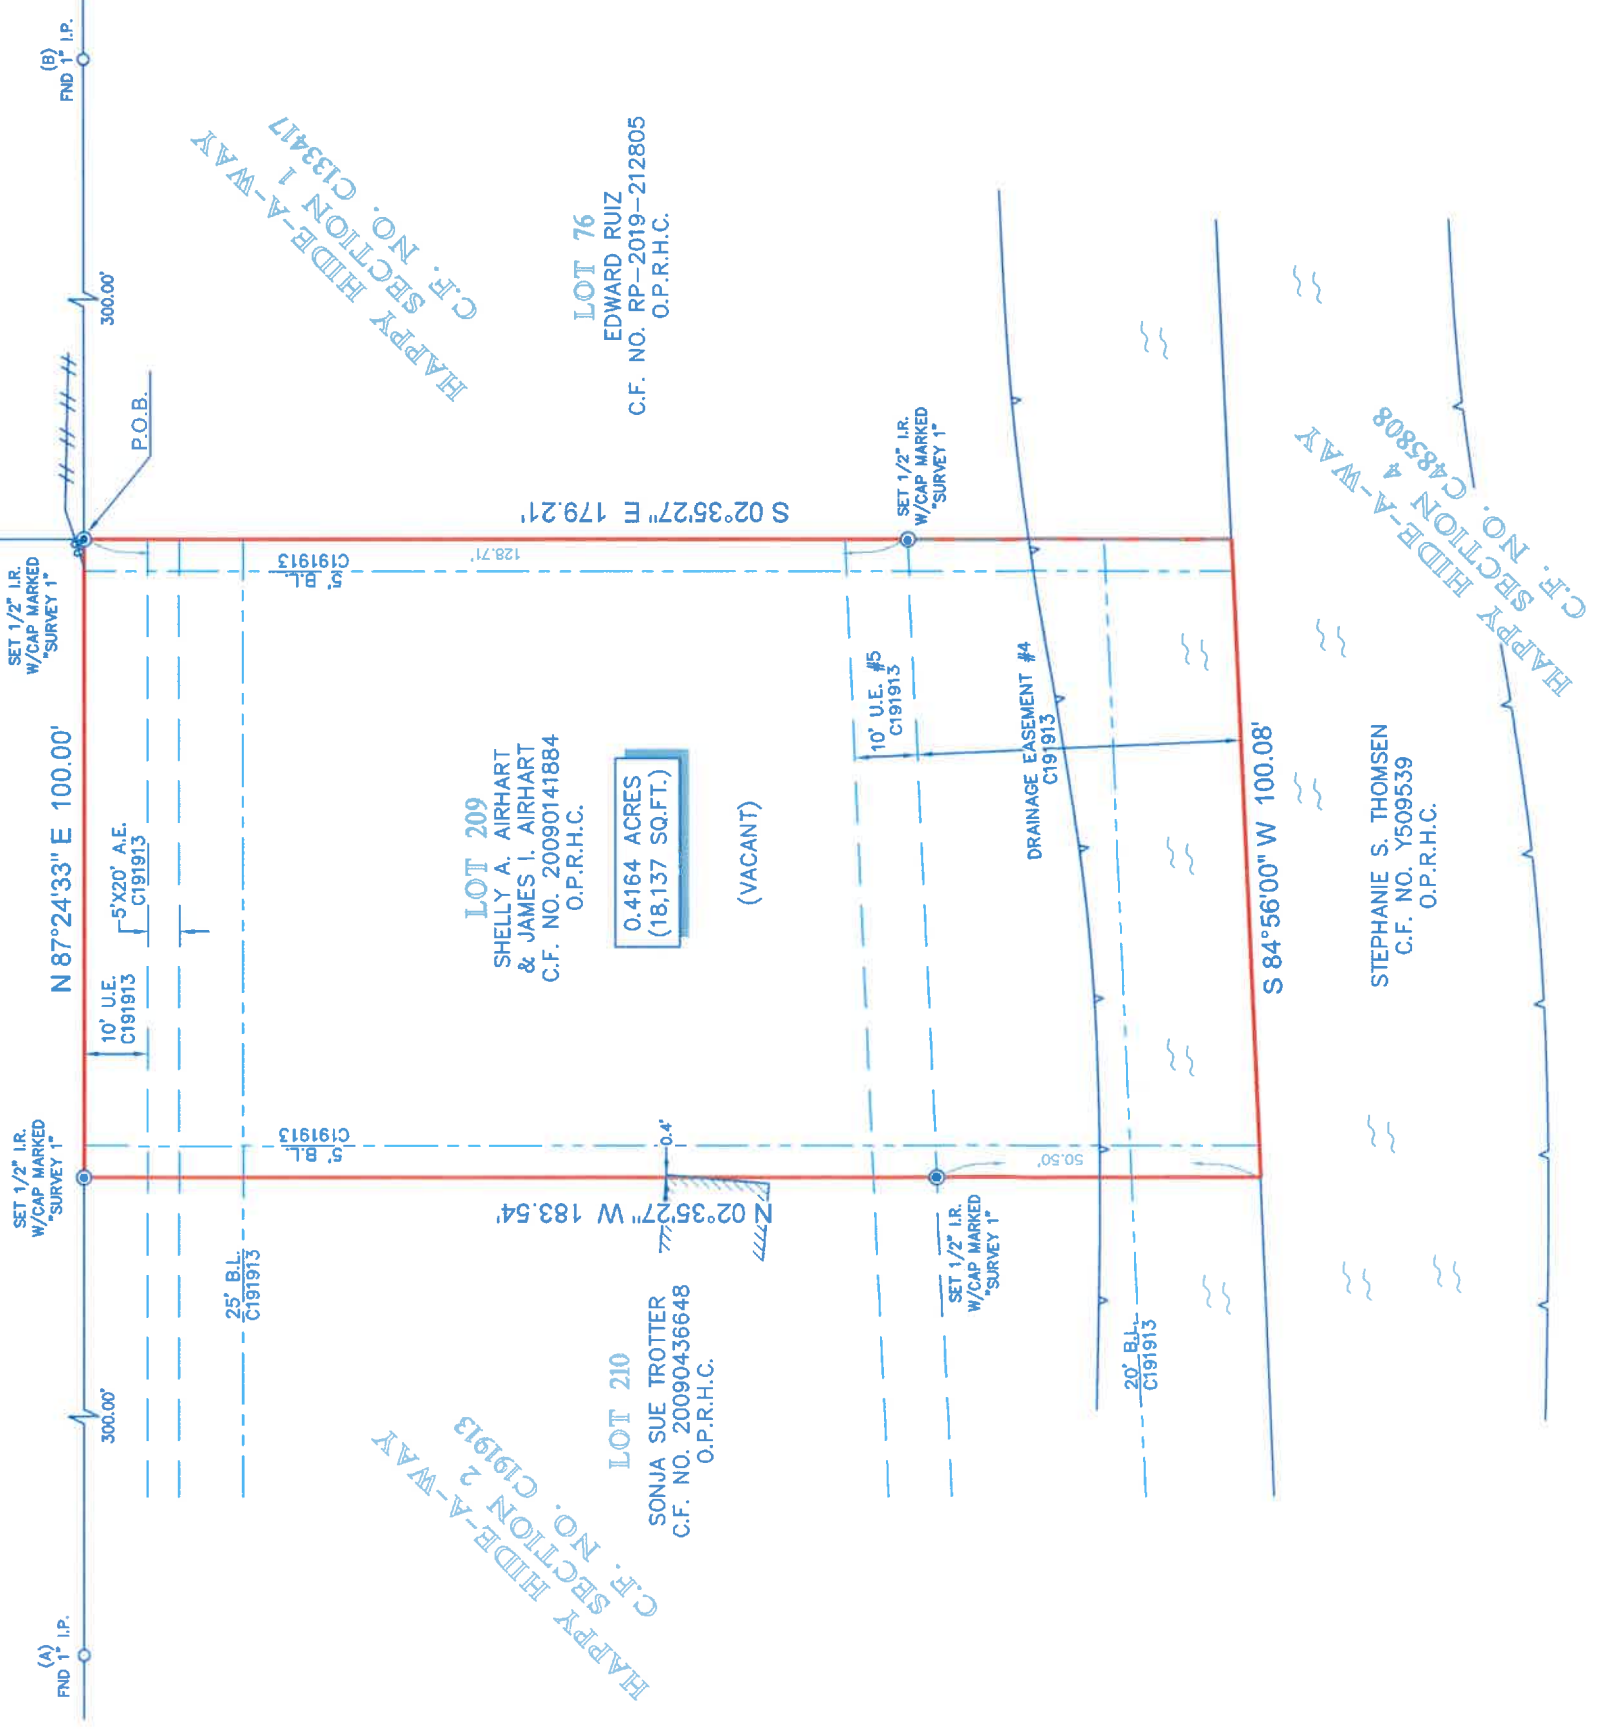 (A)
FND 1" I.P.
300.00'
SET 1/2" I.R.
W/CAP MARKED
"SURVEY 1"
N 87°24'33" E 100.00'
SET 1/2" I.R.
W/CAP MARKED
"SURVEY 1"
P.O.B.
300.00'
(B)
FND 1" I.P.
10' U.E.
C191913
5'X20' A.E.
C191913
25' B.L.
C191913
5' B.L.
C191913
5' B.L.
C191913
128.71'
S 02°35'27" E 179.21'
N 02°35'27" W 183.54'
0.4'
HAPPY HIDE-A-WAY
SECTION 1
C.F. NO. C133417
LOT 76
EDWARD RUIZ
C.F. NO. RP-2019-212805
O.P.R.H.C.
LOT 209
SHELLY A. AIRHART
& JAMES I. AIRHART
C.F. NO. 20090141884
O.P.R.H.C.
0.4164 ACRES
(18,137 SQ.FT.)
(VACANT)
HAPPY HIDE-A-WAY
SECTION 2
C.F. NO. C191913
LOT 210
SONJA SUE TROTTER
C.F. NO. 20090436648
O.P.R.H.C.
10' U.E. #5
C191913
SET 1/2" I.R.
W/CAP MARKED
"SURVEY 1"
SET 1/2" I.R.
W/CAP MARKED
"SURVEY 1"
50.50'
DRAINAGE EASEMENT #4
C191913
20' B.L.
C191913
S 84°56'00" W 100.08'
HAPPY HIDE-A-WAY
SECTION 4
C.F. NO. C485808
STEPHANIE S. THOMSEN
C.F. NO. Y509539
O.P.R.H.C.